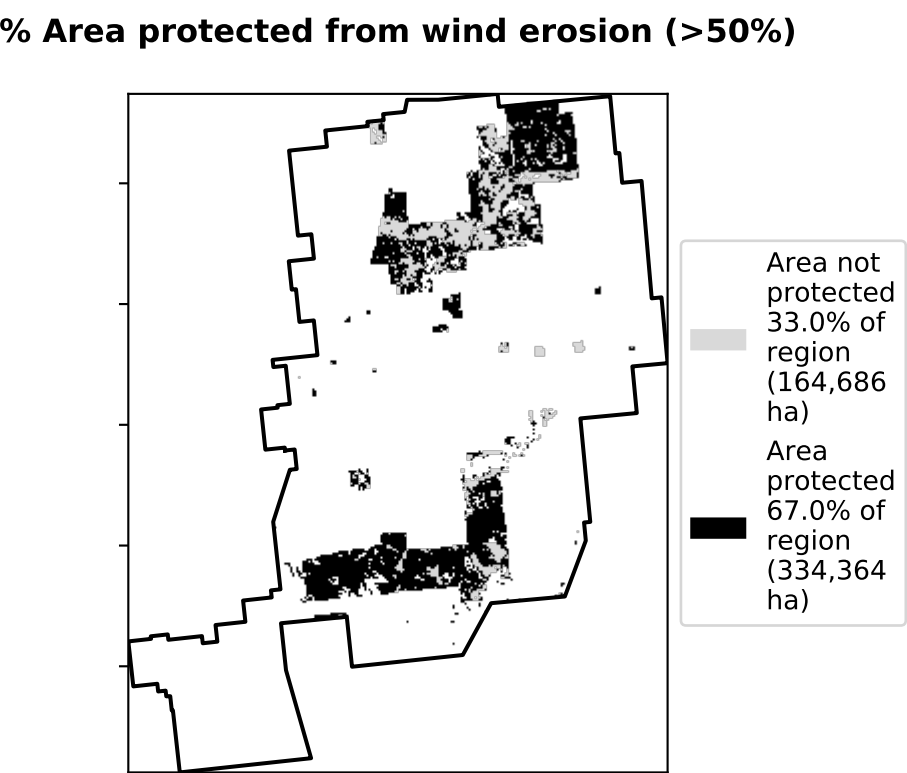 % Area protected from wind erosion (>50%)
Area not
protected
33.0% of
region
(164,686
ha)
Area
protected
67.0% of
region
(334,364
ha)